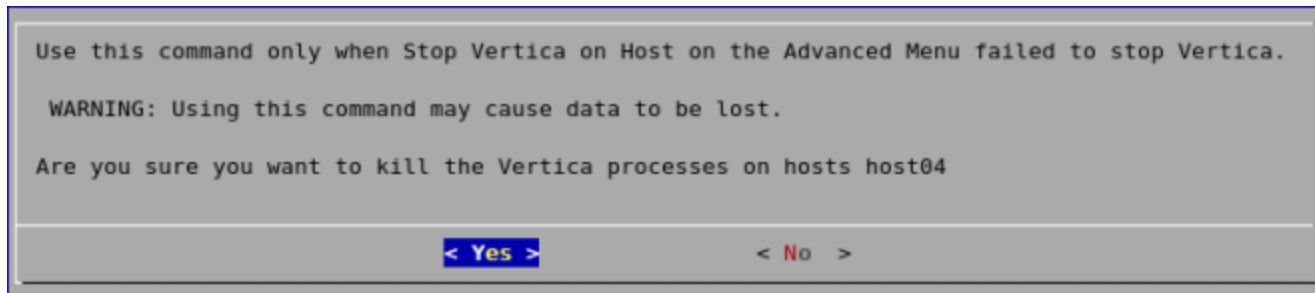 Use this command only when Stop Vertica on Host on the Advanced Menu failed to stop Vertica.
WARNING: Using this command may cause data to be lost.
Are you sure you want to kill the Vertica processes on hosts host04
< Yes > < No >